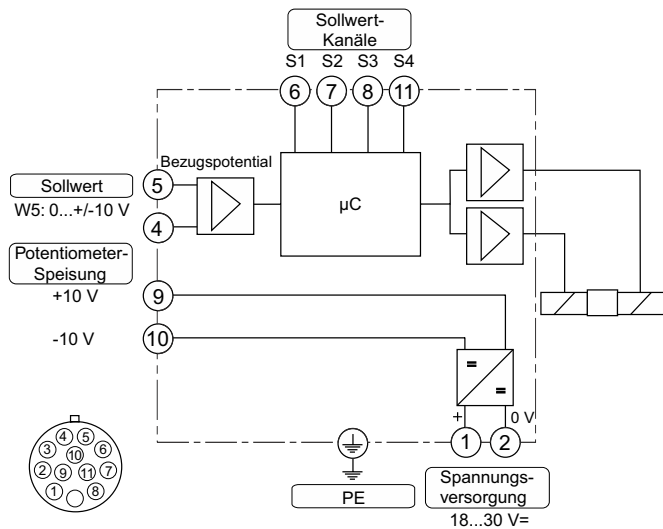 Sollwert-
Kanäle
S1 S2 S3 S4
6 7 8 11
Bezugspotential
5
Sollwert
W5: 0...+/-10 V
4
µC
Potentiometer-
Speisung
+10 V
9
-10 V
10
=
=
+ 0 V
1 2
4 5
3 10 6
2 9 11 7
1 8
PE
Spannungs-
versorgung
18...30 V=